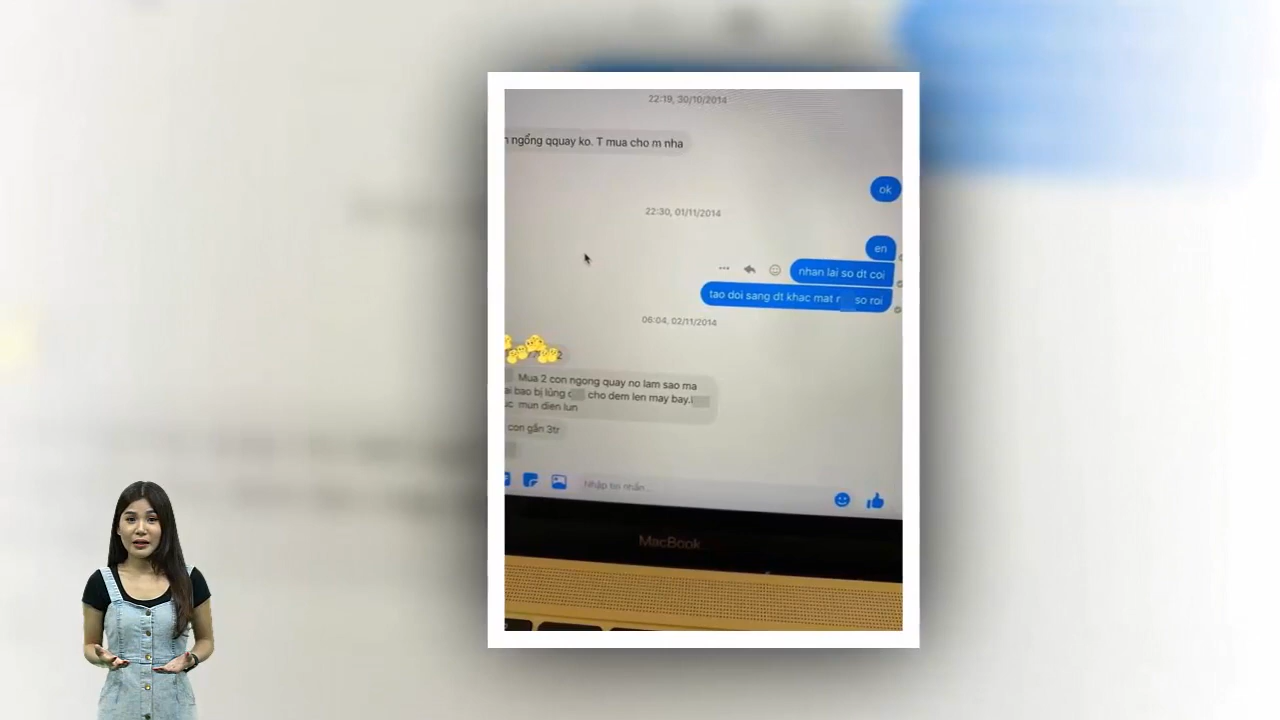 22:19, 30/10/2014
ngổng qquay ko. T mua cho m nha
ok
22:30, 01/11/2014
en
nhan lai so dt coi
tao doi sang dt khac mat so roi
06:04, 02/11/2014
2
Mua 2 con ngong quay no lam sao ma
bao bị lủng cho dem len may bay.
mun dien lun
con gần 3tr
Nhập tin nhắn...
MacBook